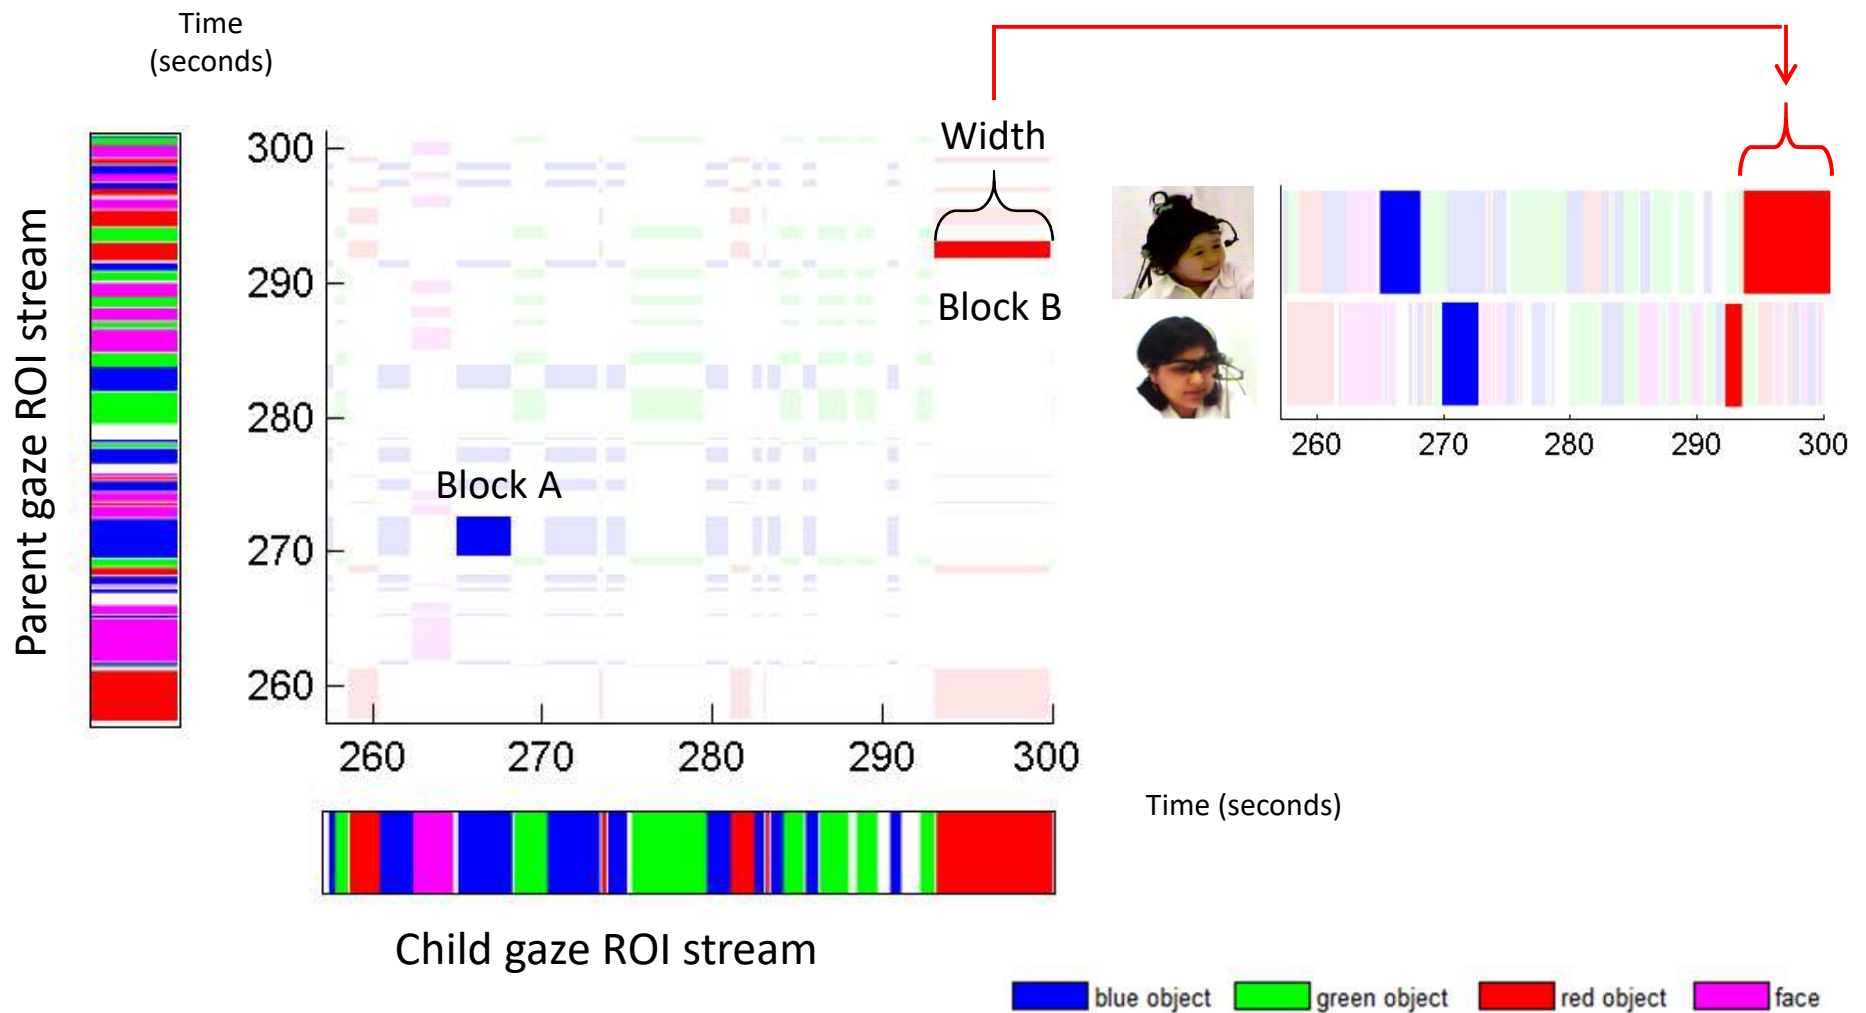 Time
(seconds)
Parent gaze ROI stream
300
290
280
270
260
Width
Block B
Block A
260 270 280 290 300
260 270 280 290 300
Time (seconds)
Child gaze ROI stream
blue object green object red object face